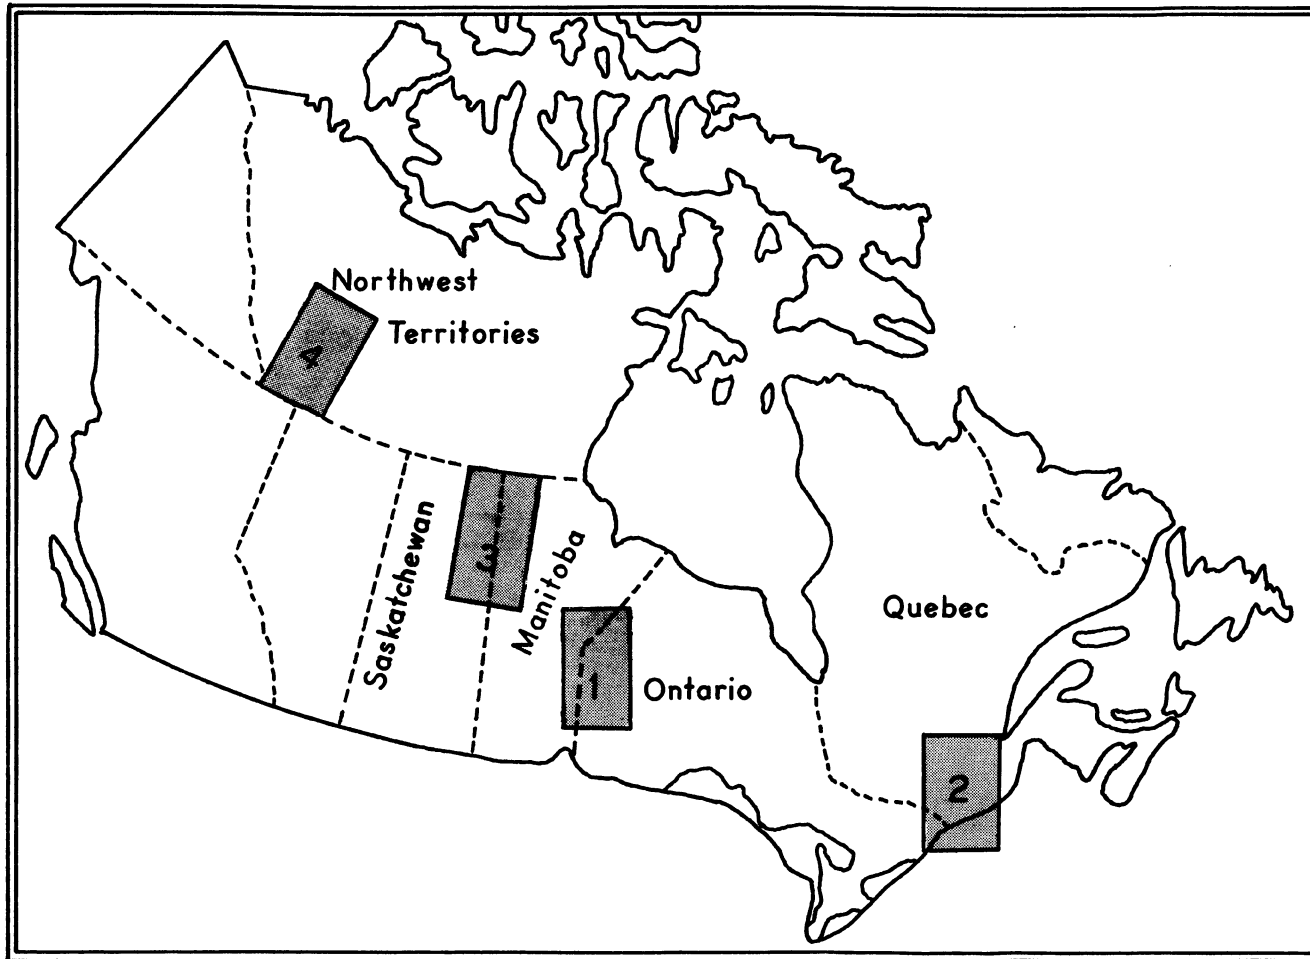 Northwest
Territories
4
Saskatchewan
3
Manitoba
1
Ontario
Quebec
2